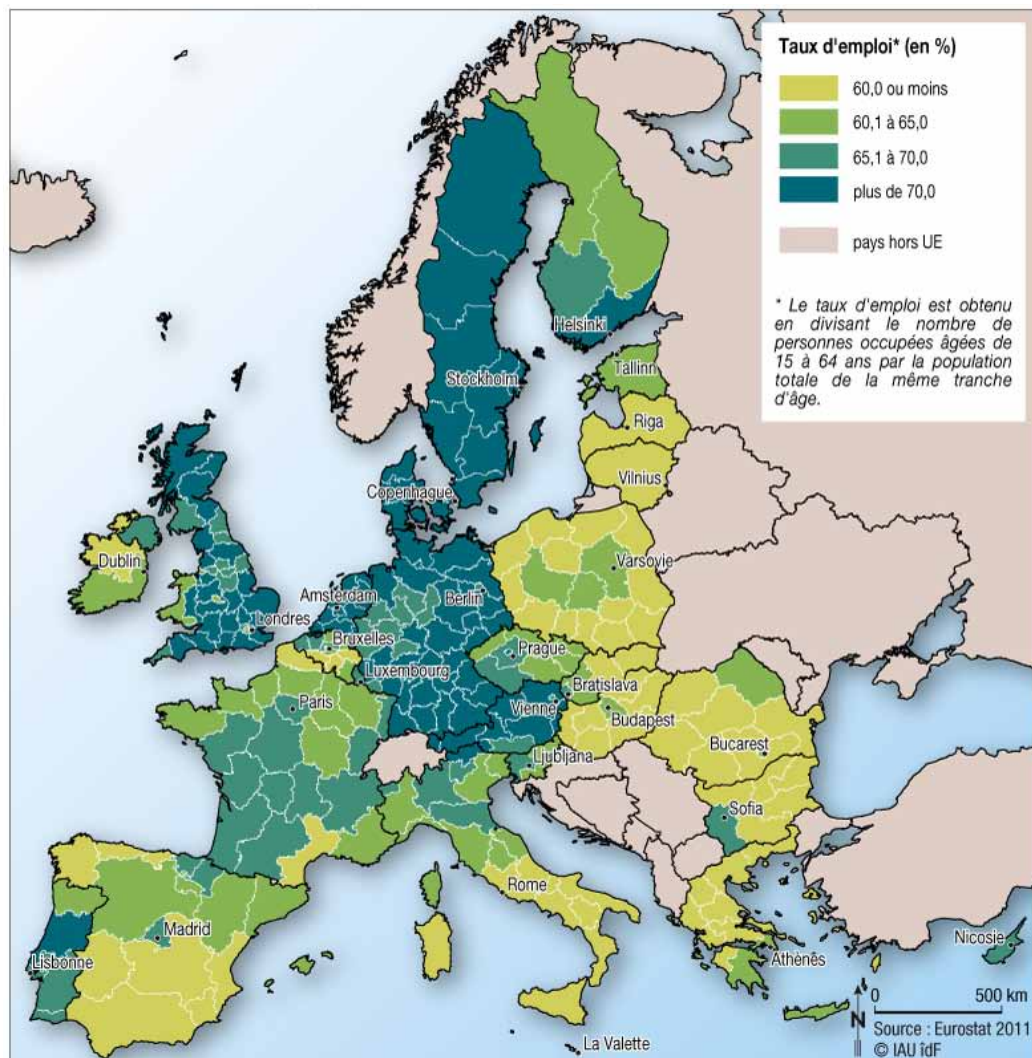 Taux d'emploi* (en %)
60,0 ou moins
60,1 à 65,0
65,1 à 70,0
plus de 70,0
pays hors UE
* Le taux d'emploi est obtenu
en divisant le nombre de
personnes occupées âgées de
15 à 64 ans par la population
totale de la même tranche
d'âge.
Helsinki
Tallinn
Stockholm
Riga
Vilnius
Copenhague
Dublin
Varsovie
Amsterdam
Berlin
Londres
Bruxelles
Prague
Luxembourg
Bratislava
Paris
Vienne
Budapest
Ljubljana
Bucarest
Sofia
Rome
Madrid
Lisbonne
Athènes
Nicosie
La Valette
0 500 km
N
Source : Eurostat 2011
© IAU îdF